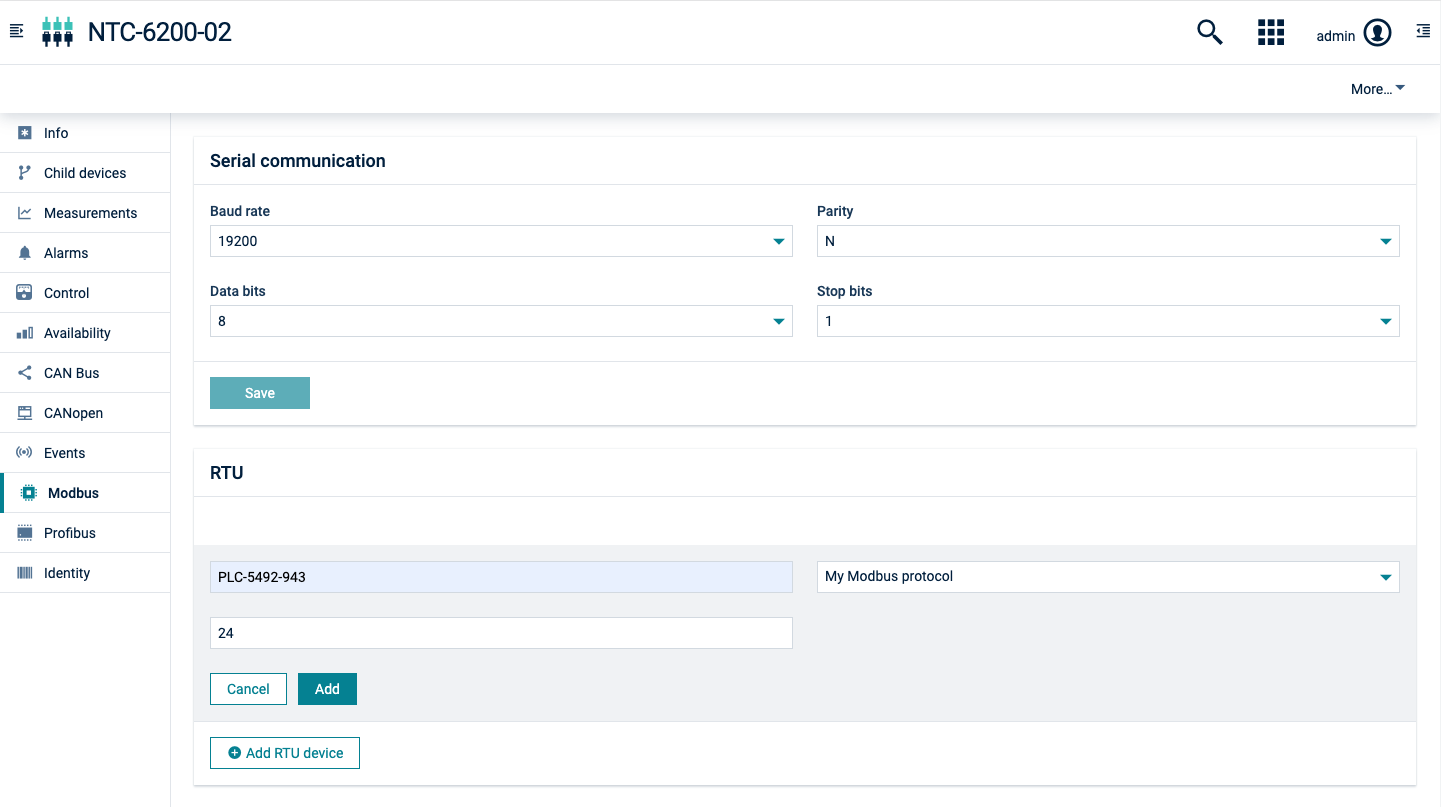 NTC-6200-02
admin
More...
Info
Child devices
Measurements
Alarms
Control
Availability
CAN Bus
CANopen
Events
Modbus
Profibus
Identity
Serial communication
Baud rate
Parity
19200
N
Data bits
Stop bits
8
1
Save
RTU
PLC-5492-943
My Modbus protocol
24
Cancel
Add
Add RTU device